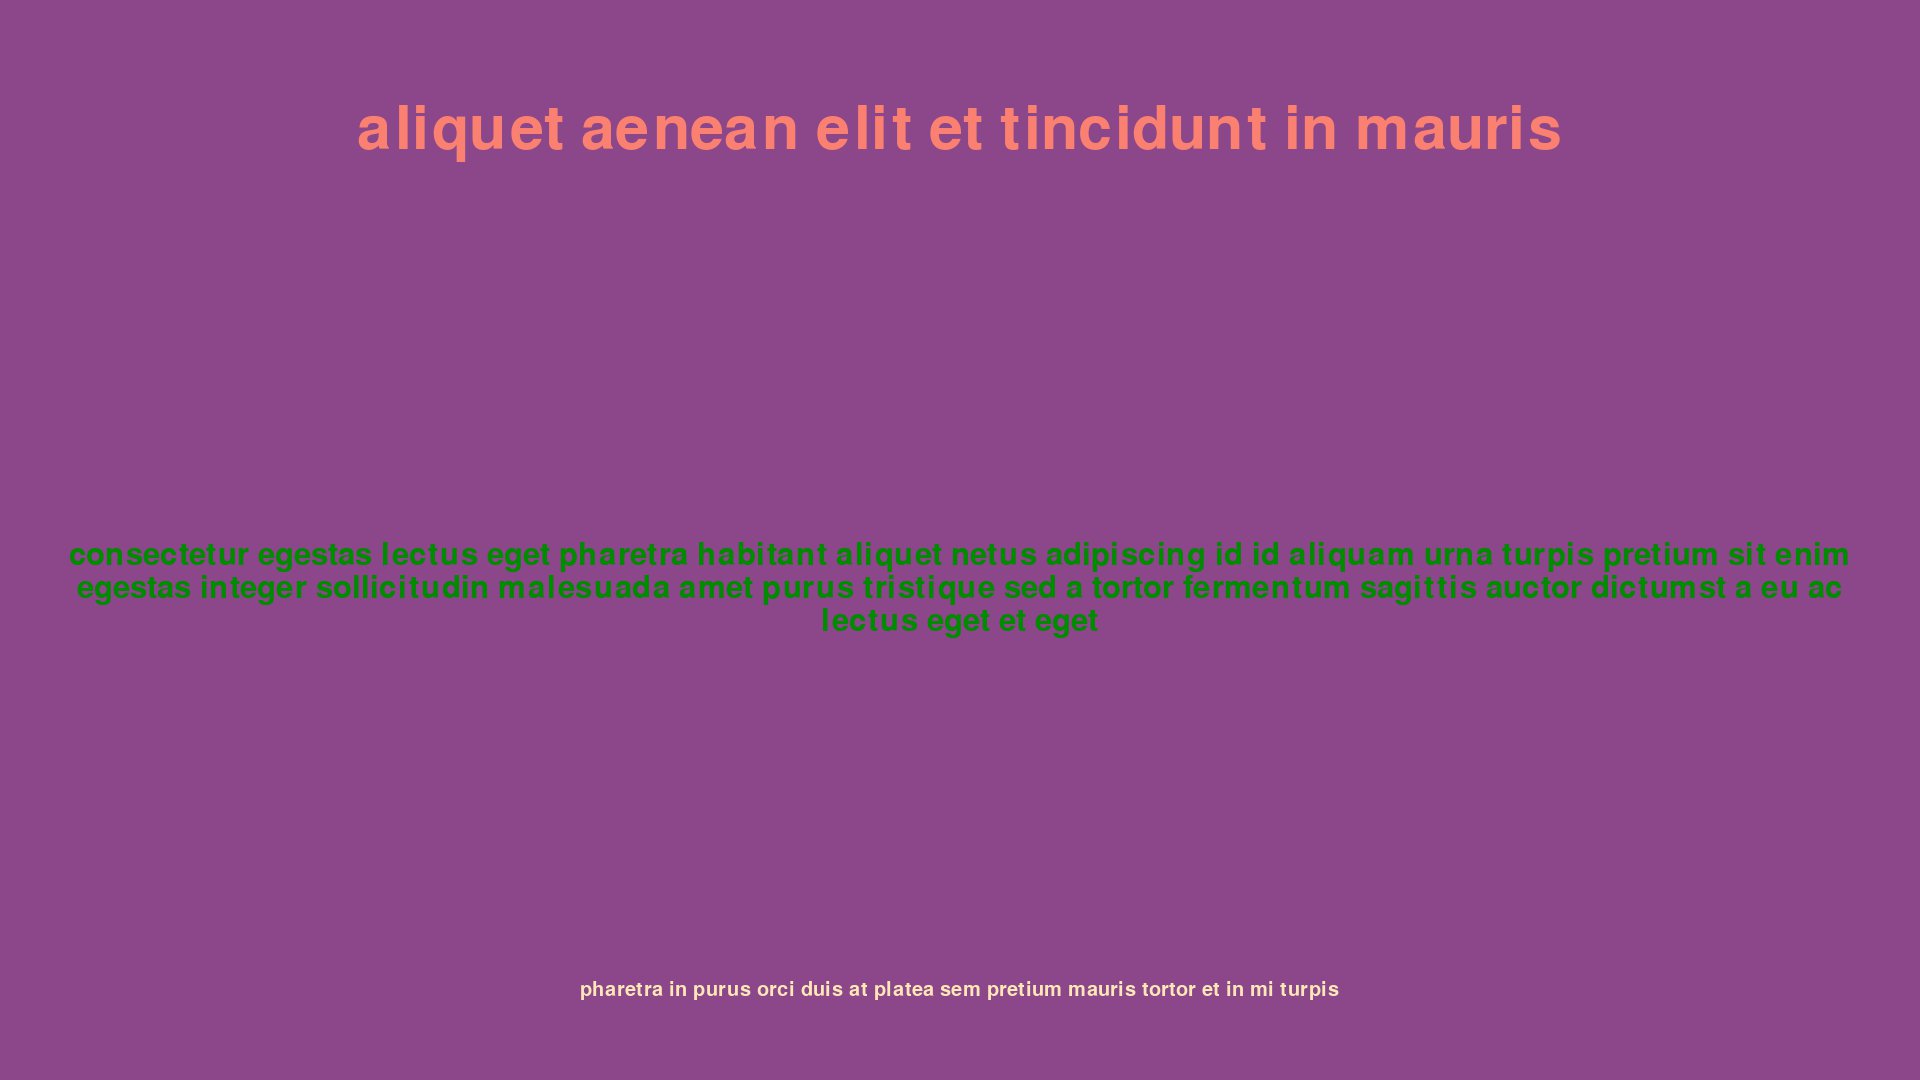 aliquet aenean elit et tincidunt in mauris
consectetur egestas lectus eget pharetra habitant aliquet netus adipiscing id id aliquam urna turpis pretium sit enim
egestas integer sollicitudin malesuada amet purus tristique sed a tortor fermentum sagittis auctor dictumst a eu ac
lectus eget et eget
pharetra in purus orci duis at platea sem pretium mauris tortor et in mi turpis